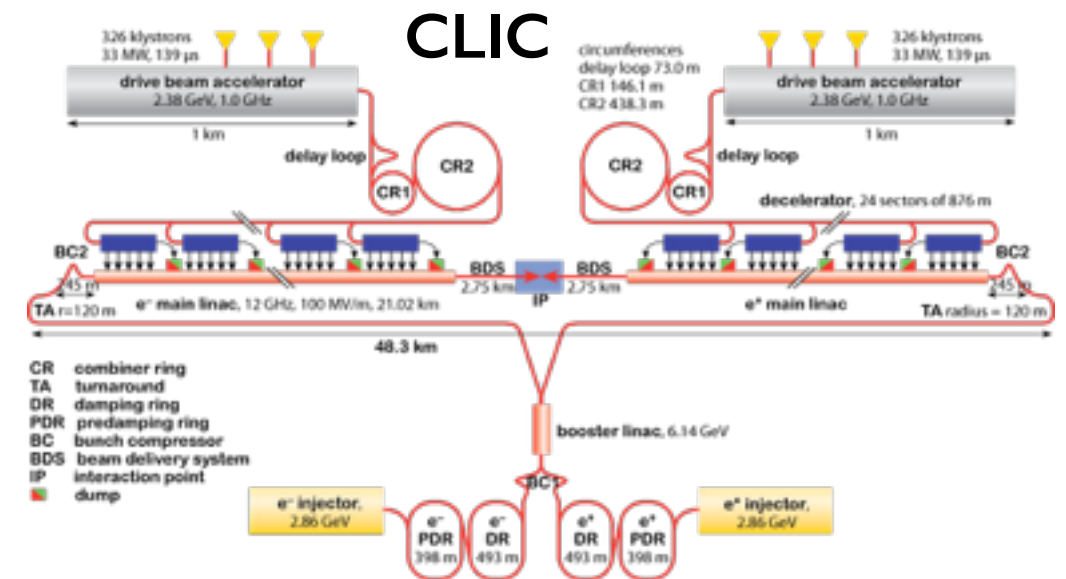 CLIC
326 klystrons
33 MW, 139 µs
drive beam accelerator
2.38 GeV, 1.0 GHz
1 km
delay loop
CR1
CR2
circumferences
delay loop 73.0 m
CR1 146.1 m
CR2 438.3 m
326 klystrons
33 MW, 139 µs
drive beam accelerator
2.38 GeV, 1.0 GHz
1 km
CR2
CR1
delay loop
decelerator, 24 sectors of 876 m
BC2
245 m
TA r=120 m
e⁻ main linac, 12 GHz, 100 MV/m, 21.02 km
BDS
2.75 km
IP
BDS
2.75 km
e⁺ main linac
BC2
245 m
TA radius = 120 m
48.3 km
CR combiner ring
TA turnaround
DR damping ring
PDR predamping ring
BC bunch compressor
BDS beam delivery system
IP interaction point
dump
booster linac, 6.14 GeV
BC1
e⁻ injector,
2.86 GeV
e⁻
PDR
398 m
e⁻
DR
493 m
e⁺
DR
493 m
e⁺
PDR
398 m
e⁺ injector,
2.86 GeV